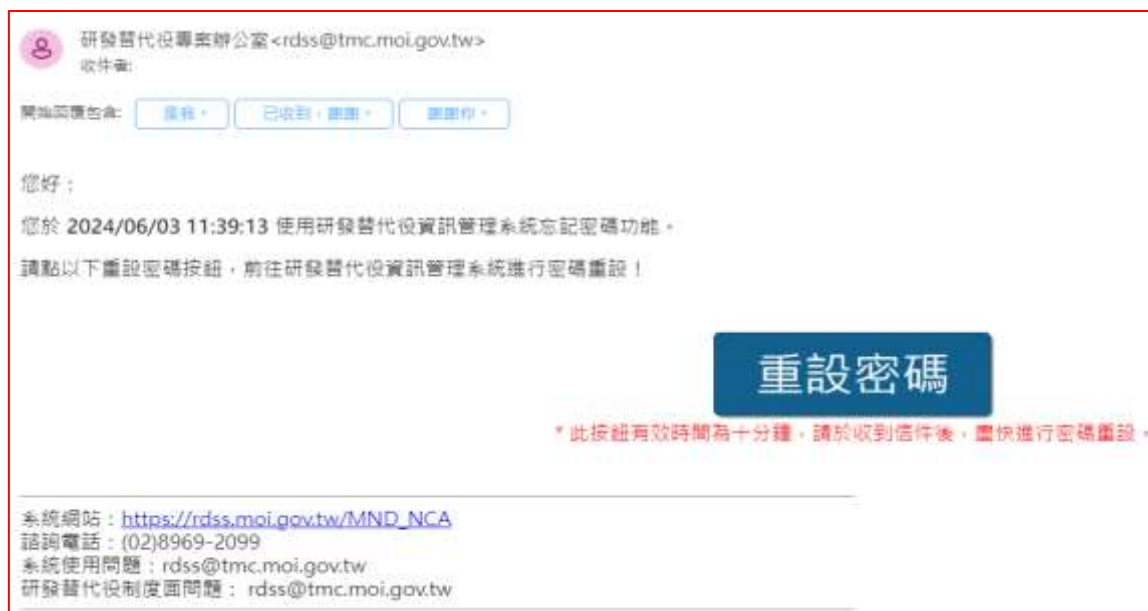 研發替代役專案辦公室<rdss@tmc.moi.gov.tw>
收件者:
開始回覆包含:
已收到，謝謝。
謝謝你。
您好：
您於 2024/06/03 11:39:13 使用研發替代役資訊管理系統忘記密碼功能。
請點以下重設密碼按鈕，前往研發替代役資訊管理系統進行密碼重設！
重設密碼
* 此按鈕有效時間為十分鐘，請於收到信件後，盡快進行密碼重設。
系統網站：https://rdss.moi.gov.tw/MND_NCA
諮詢電話：(02)8969-2099
系統使用問題：rdss@tmc.moi.gov.tw
研發替代役制度面問題： rdss@tmc.moi.gov.tw